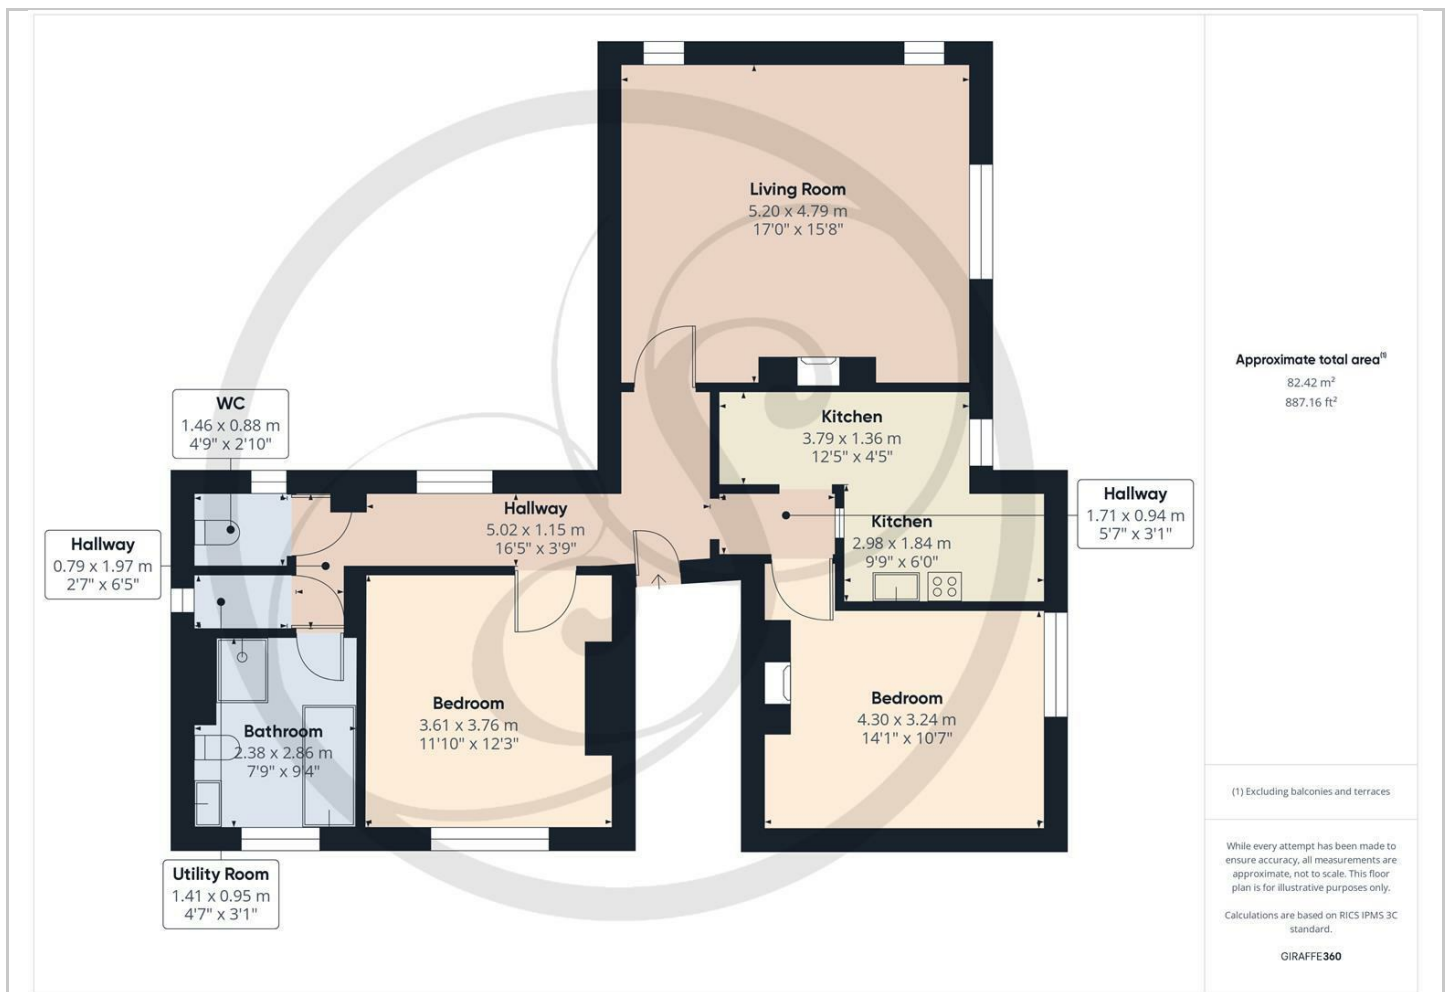 Living Room
5.20 x 4.79 m
17'0" x 15'8"
Approximate total area(1)
82.42 m²
887.16 ft²
WC
1.46 x 0.88 m
4'9" x 2'10"
Kitchen
3.79 x 1.36 m
12'5" x 4'5"
Hallway
5.02 x 1.15 m
16'5" x 3'9"
Kitchen
2.98 x 1.84 m
9'9" x 6'0"
Hallway
1.71 x 0.94 m
5'7" x 3'1"
Hallway
0.79 x 1.97 m
2'7" x 6'5"
Bathroom
2.38 x 2.86 m
7'9" x 9'4"
Bedroom
3.61 x 3.76 m
11'10" x 12'3"
Bedroom
4.30 x 3.24 m
14'1" x 10'7"
Utility Room
1.41 x 0.95 m
4'7" x 3'1"
(1) Excluding balconies and terraces
While every attempt has been made to
ensure accuracy, all measurements are
approximate, not to scale. This floor
plan is for illustrative purposes only.
Calculations are based on RICS IPMS 3C
standard.
GIRAFFE360